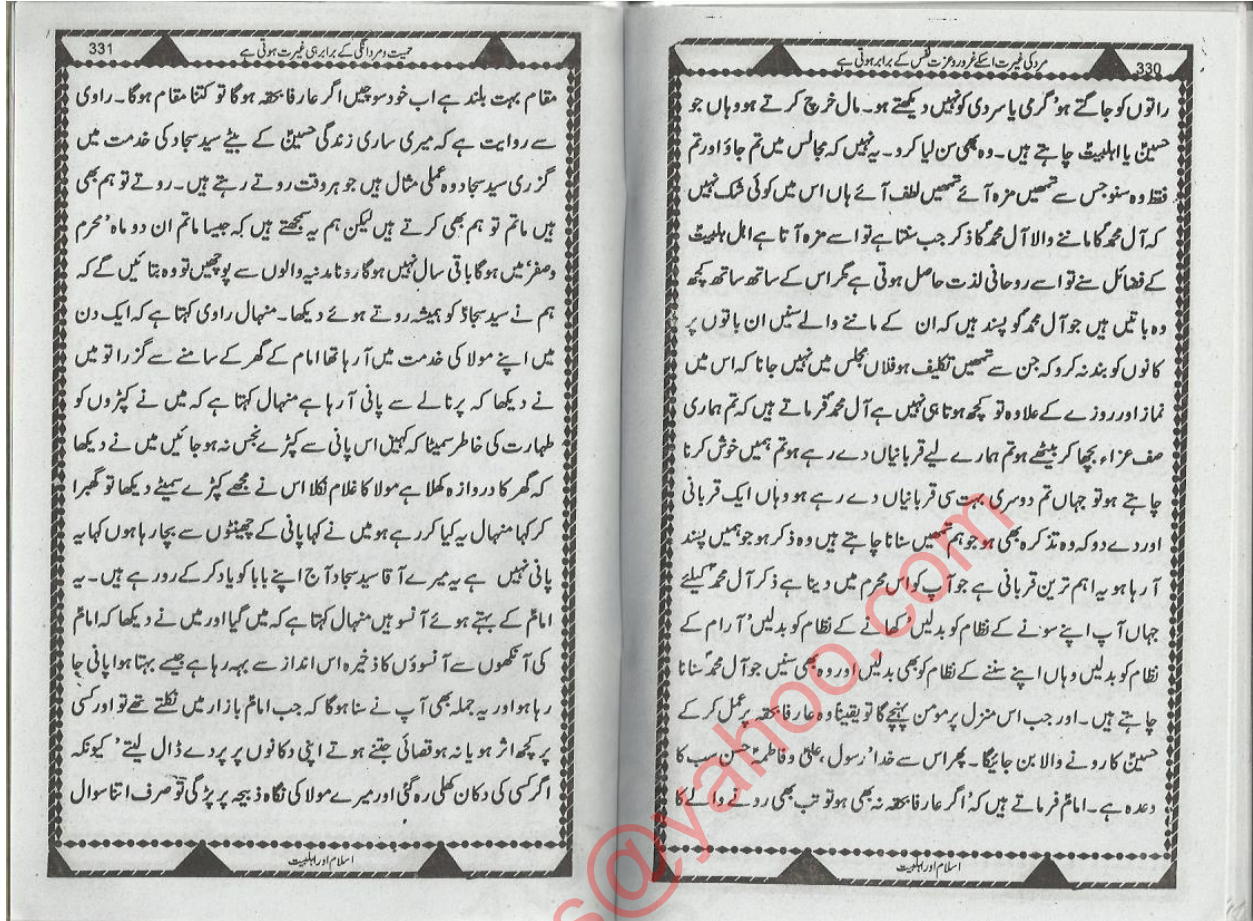 مرد کی غیرت اسکے غرور و عزت نفس کے برابر ہوتی ہے
330
راتوں کو جاگتے ہو' گرمی یا سردی کو نہیں دیکھتے ہو۔ مال خرچ کرتے ہو وہاں جو
حسینؑ یا اہلبیتؑ چاہتے ہیں۔ وہ بھی سن لیا کرو۔ یہ نہیں کہ مجالس میں تم جاؤ اور تم
فقط وہ سنو جس سے تمھیں مزہ آئے تمھیں لطف آئے ہاں اس میں کوئی شک نہیں
کہ آل محمدؐ کا ماننے والا آل محمدؐ کا ذکر جب سنتا ہے تو اسے مزہ آتا ہے اہل بیتؑ
کے فضائل سنے تو اسے روحانی لذت حاصل ہوتی ہے مگر اس کے ساتھ ساتھ کچھ
وہ باتیں ہیں جو آل محمدؐ کو پسند ہیں کہ ان کے ماننے والے سنیں ان باتوں پر
کانوں کو بند نہ کرو کہ جن سے تمھیں تکلیف ہو فلاں مجلس میں نہیں جانا کہ اس میں
نماز اور روزے کے علاوہ تو کچھ ہوتا ہی نہیں ہے آل محمدؐ فرماتے ہیں کہ تم ہماری
صف عزاء بچھا کر بیٹھے ہو تم ہمارے لیے قربانیاں دے رہے ہو تم ہمیں خوش کرنا
چاہتے ہو تو جہاں تم دوسری بہت سی قربانیاں دے رہے ہو وہاں ایک قربانی
اور دے دو کہ وہ تذکرہ بھی ہو جو ہم تمھیں سنانا چاہتے ہیں وہ ذکر ہو جو ہمیں پسند
آ رہا ہو یہ اہم ترین قربانی ہے جو آپ کو اس محرم میں دینا ہے ذکر آل محمدؐ کیلئے
جہاں آپ اپنے سونے کے نظام کو بدلیں' کھانے کے نظام کو بدلیں' آرام کے
نظام کو بدلیں وہاں اپنے سننے کے نظام کو بھی بدلیں اور وہ بھی سنیں جو آل محمدؐ سنانا
چاہتے ہیں۔ اور جب اس منزل پر مومن پہنچے گا تو یقیناً وہ عارفا بحقہ پر عمل کر کے
حسینؑ کا رونے والا بن جائیگا۔ پھر اس سے خدا' رسول، علیؑ و فاطمہؑ حسن سب کا
وعدہ ہے۔ امامؑ فرماتے ہیں کہ' اگر عارفا بحقہ نہ بھی ہو تو تب بھی رونے والے کا
اسلام اور اہلبیت
حمیت و مردانگی کے برابر ہی غیرت ہوتی ہے
331
مقام بہت بلند ہے اب خود سوچیں اگر عارفا بحقہ ہوگا تو کتنا مقام ہوگا۔ راوی
سے روایت ہے کہ میری ساری زندگی حسینؑ کے بیٹے سید سجاد کی خدمت میں
گزری سید سجاد وہ عملی مثال ہیں جو ہر وقت روتے رہتے ہیں۔ روتے تو ہم بھی
ہیں ماتم تو ہم بھی کرتے ہیں لیکن ہم یہ سمجھتے ہیں کہ جیسا ماتم ان دو ماہ' محرم
و صفر' میں ہوگا باقی سال نہیں ہوگا رونا مدنیہ والوں سے پوچھیں تو وہ بتائیں گے کہ
ہم نے سید سجادؑ کو ہمیشہ روتے ہوئے دیکھا۔ منہال راوی کہتا ہے کہ ایک دن
میں اپنے مولا کی خدمت میں آ رہا تھا امام کے گھر کے سامنے سے گزرا تو میں
نے دیکھا کہ پرنالے سے پانی آ رہا ہے منہال کہتا ہے کہ میں نے کپڑوں کو
طہارت کی خاطر سمیٹا کہ کہیں اس پانی سے کپڑے نجس نہ ہو جائیں میں نے دیکھا
کہ گھر کا دروازہ کھلا ہے مولا کا غلام نکلا اس نے مجھے کپڑے سمیٹے دیکھا تو گھبرا
کر کہا منہال یہ کیا کر رہے ہو میں نے کہا پانی کے چھینٹوں سے بچا رہا ہوں کہا یہ
پانی نہیں ہے یہ میرے آقا سید سجاد آج اپنے بابا کو یاد کر کے رو رہے ہیں۔ یہ
امامؑ کے بہتے ہوئے آنسو ہیں منہال کہتا ہے کہ میں گیا اور میں نے دیکھا کہ امامؑ
کی آنکھوں سے آنسوؤں کا ذخیرہ اس انداز سے بہہ رہا ہے جیسے بہتا ہوا پانی جا
رہا ہو اور یہ جملہ بھی آپ نے سنا ہوگا کہ جب امامؑ بازار میں نکلتے تھے تو اور کسی
پر کچھ اثر ہو یا نہ ہو قصائی جتنے ہوتے اپنی دکانوں پر پردے ڈال لیتے' کیونکہ
اگر کسی کی دکان کھلی رہ گئی اور میرے مولا کی نگاہ ذبیحہ پر پڑ گی تو صرف اتنا سوال
اسلام اور اہلبیت
s@yahoo.com